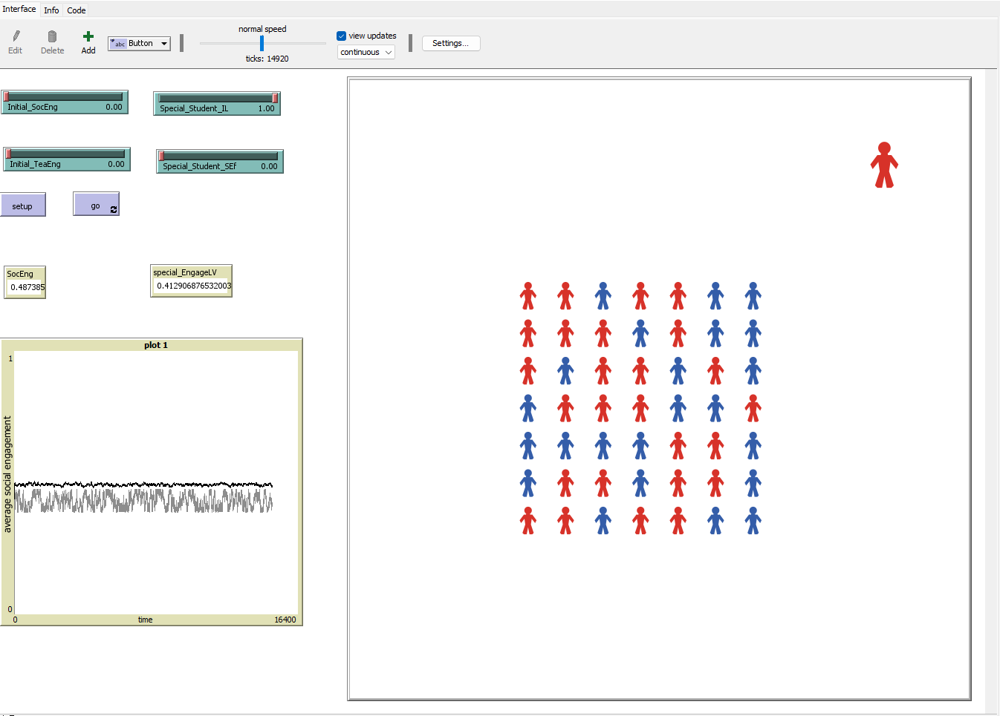 Interface Info Code
normal speed
view updates
Edit Delete Add abc Button
continuous
Settings...
ticks: 14920
Initial_SocEng 0.00
Special_Student_IL 1.00
Initial_TeaEng 0.00
Special_Student_SEf 0.00
setup
go
SocEng
0.487385
special_EngageLV
0.412906876532003
plot 1
1
average social engagement
0
0
time
16400